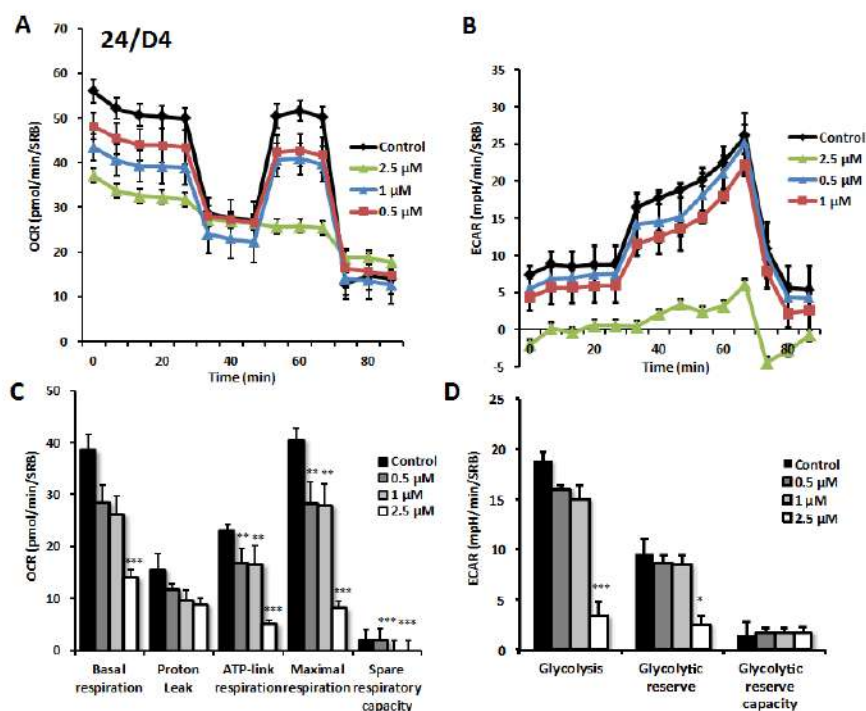 A
24/D4
OCR (pmol/min/SRB)
70
60
50
40
30
20
10
0
0 20 40 60 80
Time (min)
Control
2.5 µM
1 µM
0.5 µM
B
ECAR (mpH/min/SRB)
35
30
25
20
15
10
5
0
-5
0 20 40 60 80
Time (min)
Control
2.5 µM
0.5 µM
1 µM
C
OCR (pmol/min/SRB)
40
30
20
10
0
Control
0.5 µM
1 µM
2.5 µM
***
** **
***
** **
***
*** ***
Basal Proton ATP-link Maximal Spare
respiration Leak respiration respiration respiratory
capacity
D
ECAR (mpH/min/SRB)
25
20
15
10
5
0
Control
0.5 µM
1 µM
2.5 µM
***
*
Glycolysis Glycolytic Glycolytic
reserve reserve
capacity